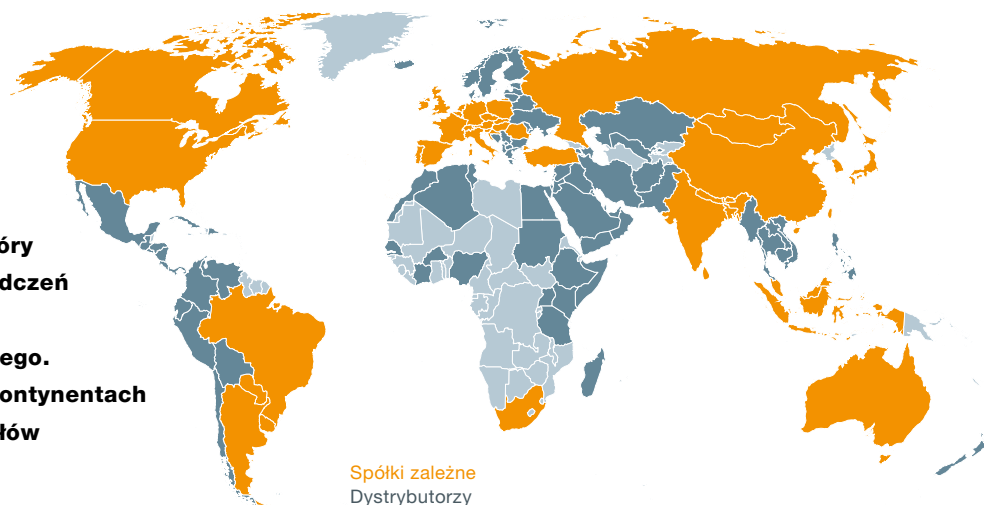 óry
dczeń
ego.
ontynentach
łów
Spółki zależne
Dystrybutorzy